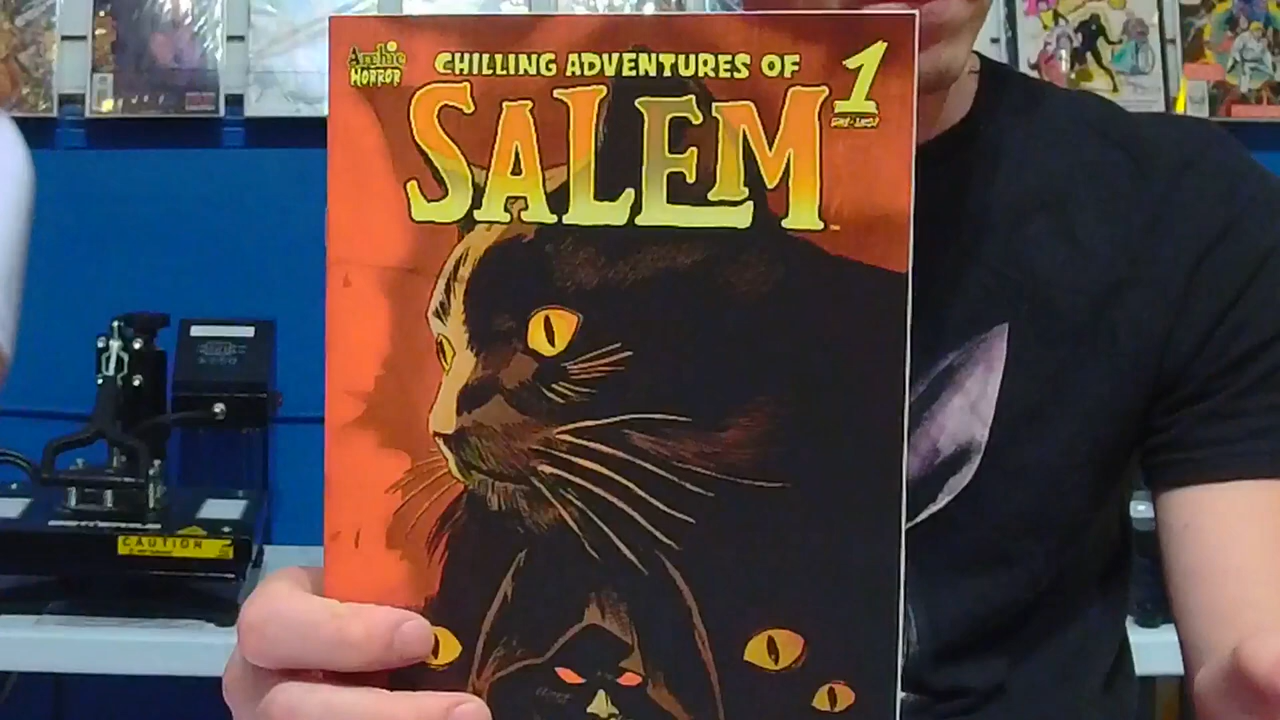 Archie
HORROR
CHILLING ADVENTURES OF
1
SALEM
CAUTION